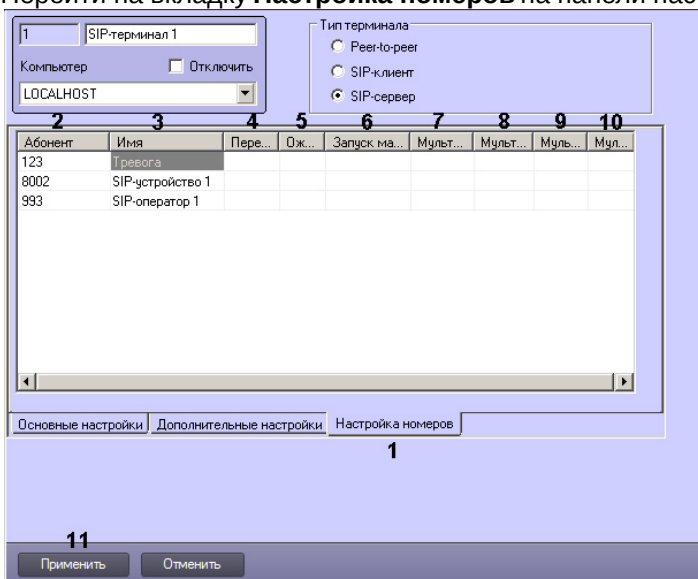 Перейти на вкладку Настройка номеров на панели нас
1 SIP-терминал 1
Компьютер Отключить
LOCALHOST
Тип терминала
Peer-to-peer
SIP-клиент
SIP-сервер
2 3 4 5 6 7 8 9 10
Абонент Имя Пере... Ож... Запуск ма... Мульт... Мульт... Муль... Мул...
123 Тревога
8002 SIP-устройство 1
993 SIP-оператор 1
Основные настройки Дополнительные настройки Настройка номеров
1
11
Применить Отменить